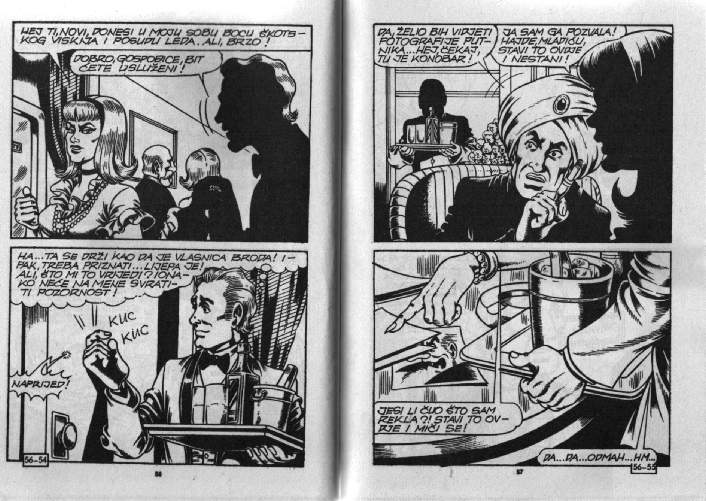 HEJ TI, NOVI, DONESI U MOJU SOBU BOCU ŠKOTS-
KOG VISKIJA I POSUDU LEDA. ALI, BRZO!
DOBRO, GOSPOĐICE, BIT
ĆETE USLUŽENI!
HA...TA SE DRŽI KAO DA JE VLASNICA BRODA! I-
PAK, TREBA PRIZNATI...LIJEPA JE!
ALI, ŠTO MI TO VRIJEDI?! ONA-
KO NEĆE NA MENE SVRATI-
TI POZORNOST!
KUC
KUC
NAPRIJED!
56-54
56
DA, ŽELIO BIH VIDJETI
FOTOGRAFIJE PUT-
NIKA...HEJ, ČEKAJ,
TU JE KONOBAR!
JA SAM GA POZVALA!
HAJDE, MLADIĆU,
STAVI TO OVDJE
I NESTANI!
JESI LI ČUO ŠTO SAM
REKLA?! STAVI TO OV-
DJE I MIČI SE!
DA...DA...ODMAH...HM...
56-55
57